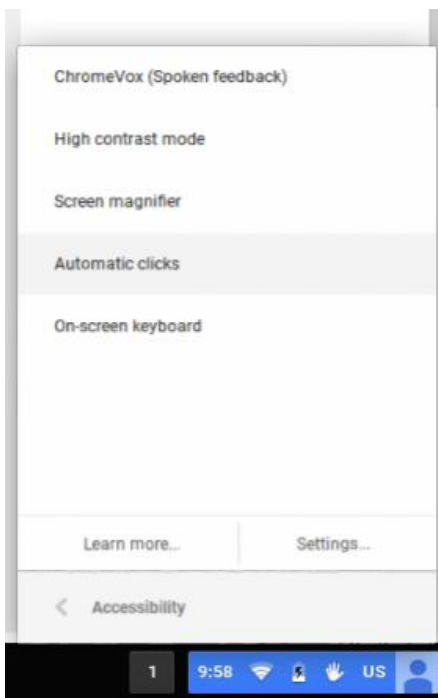 ChromeVox (Spoken feedback)
High contrast mode
Screen magnifier
Automatic clicks
On-screen keyboard
Learn more... Settings...
< Accessibility
1 9:58 US